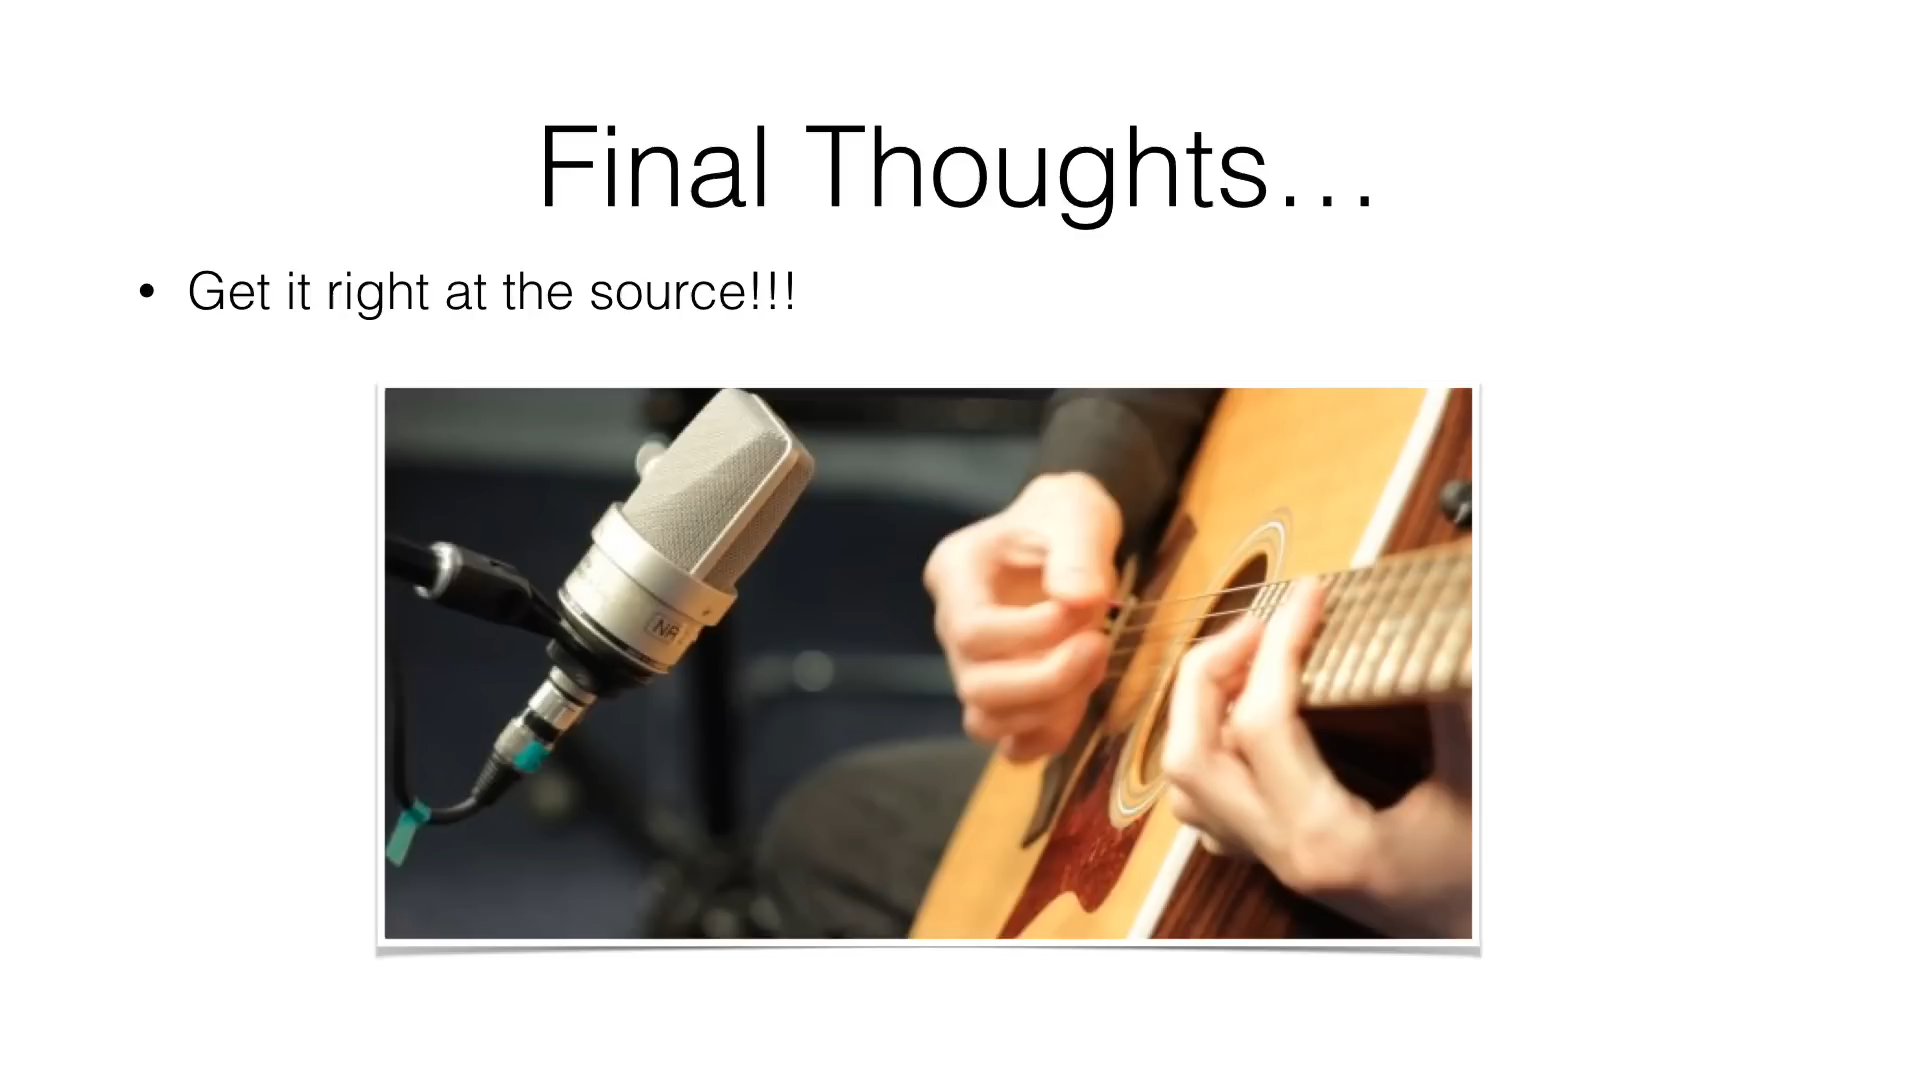 Final Thoughts…
• Get it right at the source!!!